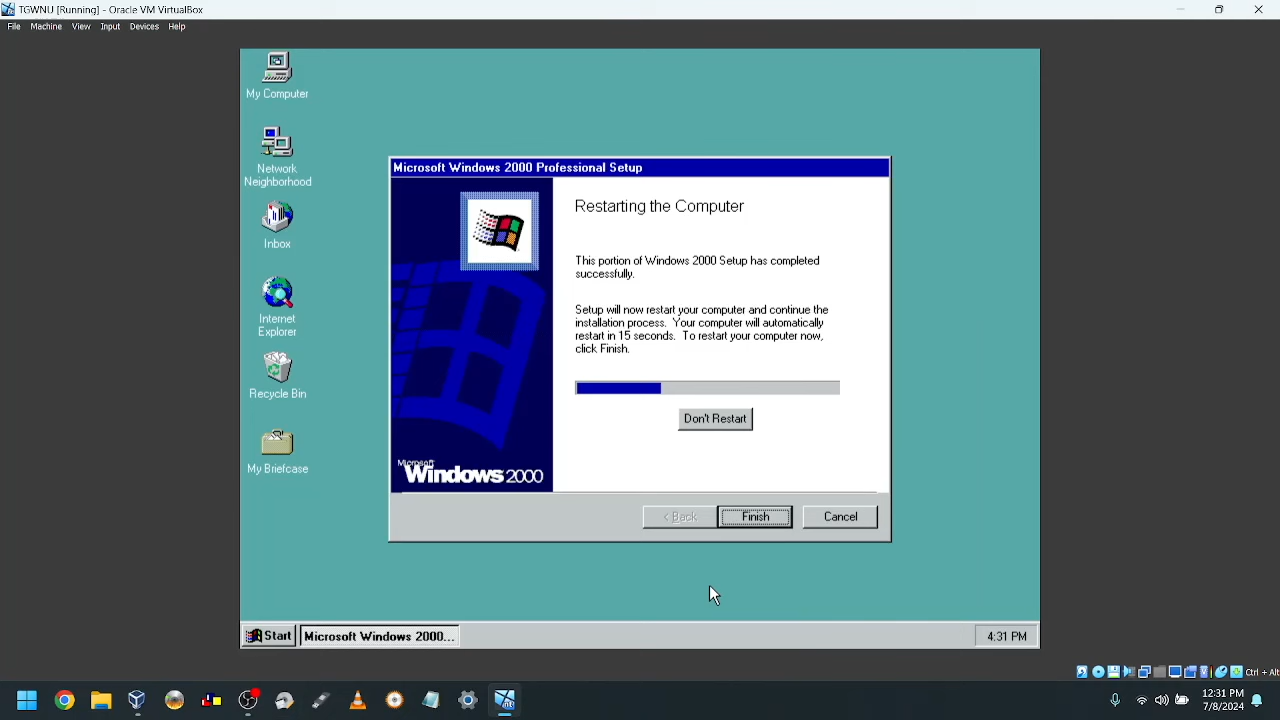 TGWNU [Running] - Oracle VM VirtualBox
File Machine View Input Devices Help
My Computer
Network
Neighborhood
Inbox
Internet
Explorer
Recycle Bin
My Briefcase
Microsoft Windows 2000 Professional Setup
Restarting the Computer
This portion of Windows 2000 Setup has completed
successfully.
Setup will now restart your computer and continue the
installation process. Your computer will automatically
restart in 15 seconds. To restart your computer now,
click Finish.
Don't Restart
Microsoft
Windows 2000
< Back
Finish
Cancel
Start
Microsoft Windows 2000...
4:31 PM
Ctrl + Alt
12:31 PM
7/8/2024